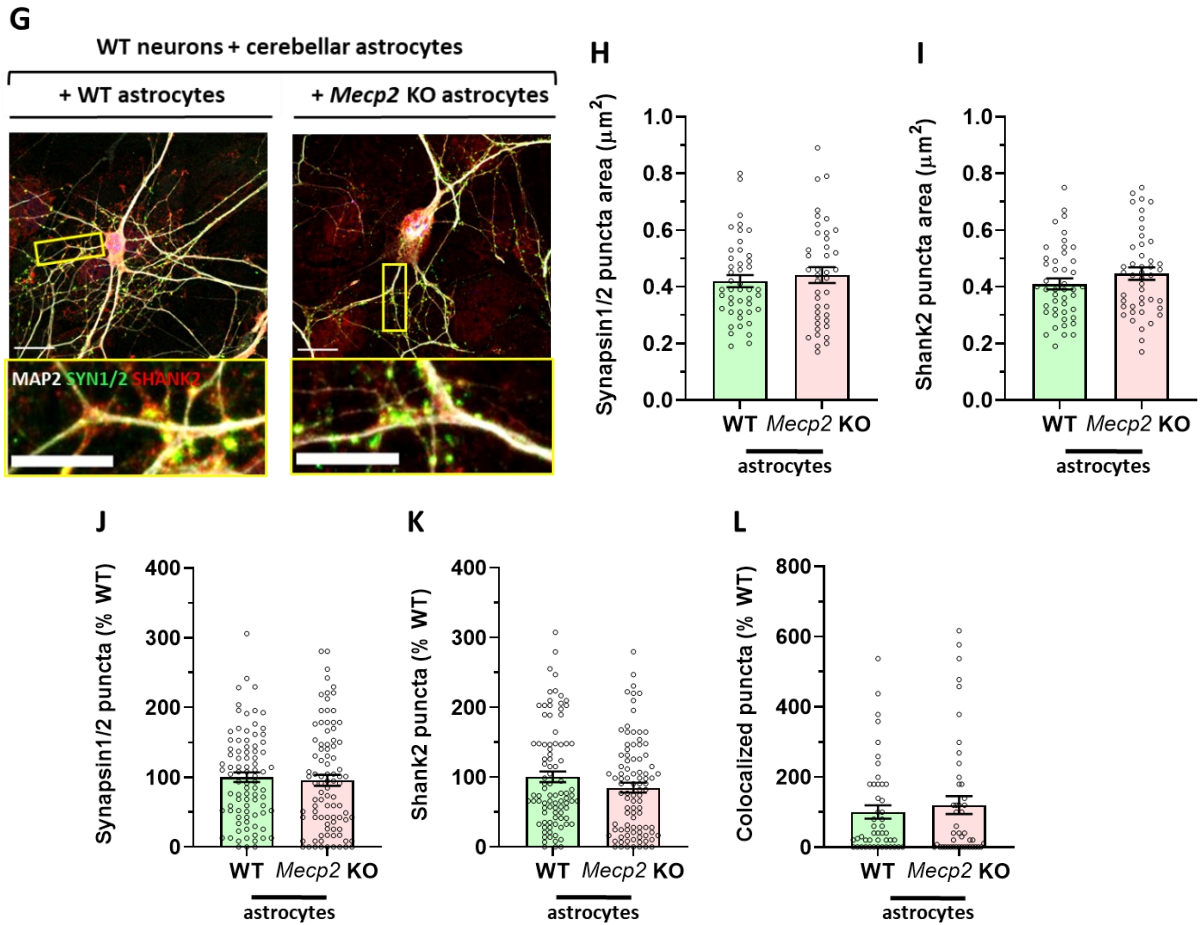 G
WT neurons + cerebellar astrocytes
+ WT astrocytes
+ Mecp2 KO astrocytes
MAP2 SYN1/2 SHANK2
H
Synapsin1/2 puncta area (μm2)
1.0
0.8
0.6
0.4
0.2
0.0
WT Mecp2 KO
astrocytes
I
Shank2 puncta area (μm2)
1.0
0.8
0.6
0.4
0.2
0.0
WT Mecp2 KO
astrocytes
J
Synapsin1/2 puncta (% WT)
400
300
200
100
0
WT Mecp2 KO
astrocytes
K
Shank2 puncta (% WT)
400
300
200
100
0
WT Mecp2 KO
astrocytes
L
Colocalized puncta (% WT)
800
600
400
200
0
WT Mecp2 KO
astrocytes